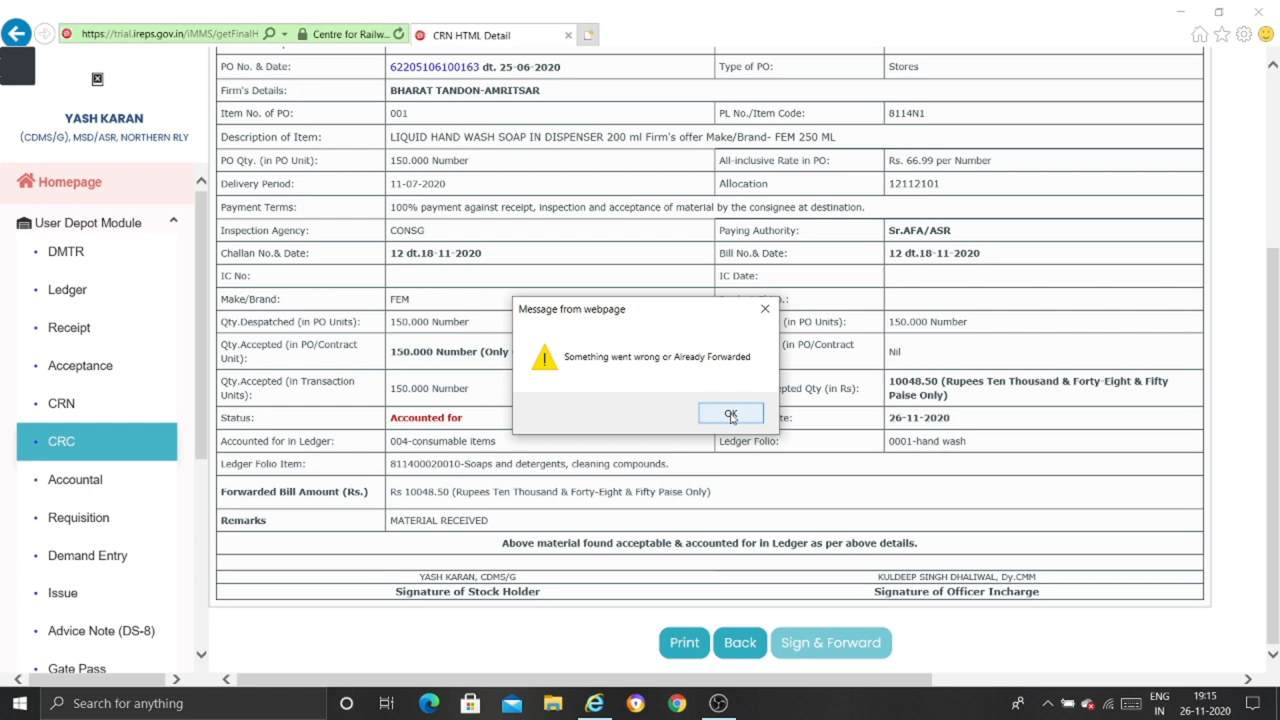 https://trial.ireps.gov.in/iMMS/getFinalH
Centre for Railw...
CRN HTML Detail
YASH KARAN
(CDMS/G), MSD/ASR, NORTHERN RLY
Homepage
User Depot Module
DMTR
Ledger
Receipt
Acceptance
CRN
CRC
Accountal
Requisition
Demand Entry
Issue
Advice Note (DS-8)
Gate Pass
PO No. & Date: 62205106100163 dt. 25-06-2020 Type of PO: Stores
Firm's Details: BHARAT TANDON-AMRITSAR
Item No. of PO: 001 PL No./Item Code: 8114N1
Description of Item: LIQUID HAND WASH SOAP IN DISPENSER 200 ml Firm's offer Make/Brand- FEM 250 ML
PO Qty. (in PO Unit): 150.000 Number All-inclusive Rate in PO: Rs. 66.99 per Number
Delivery Period: 11-07-2020 Allocation 12112101
Payment Terms: 100% payment against receipt, inspection and acceptance of material by the consignee at destination.
Inspection Agency: CONSG Paying Authority: Sr.AFA/ASR
Challan No.& Date: 12 dt.18-11-2020 Bill No.& Date: 12 dt.18-11-2020
IC No: IC Date:
Make/Brand: FEM
Qty.Despatched (in PO Units): 150.000 Number (in PO Units): 150.000 Number
Qty.Accepted (in PO/Contract Unit): 150.000 Number (Only (in PO/Contract Nil
Qty.Accepted (in Transaction Units): 150.000 Number epted Qty (in Rs): 10048.50 (Rupees Ten Thousand & Forty-Eight & Fifty Paise Only)
Status: Accounted for te: 26-11-2020
Accounted for in Ledger: 004-consumable items Ledger Folio: 0001-hand wash
Ledger Folio Item: 811400020010-Soaps and detergents, cleaning compounds.
Forwarded Bill Amount (Rs.) Rs 10048.50 (Rupees Ten Thousand & Forty-Eight & Fifty Paise Only)
Remarks MATERIAL RECEIVED
Above material found acceptable & accounted for in Ledger as per above details.
YASH KARAN, CDMS/G KULDEEP SINGH DHALIWAL, Dy.CMM
Signature of Stock Holder Signature of Officer Incharge
Print Back Sign & Forward
Message from webpage
Something went wrong or Already Forwarded
OK
Search for anything
ENG
IN
19:15
26-11-2020